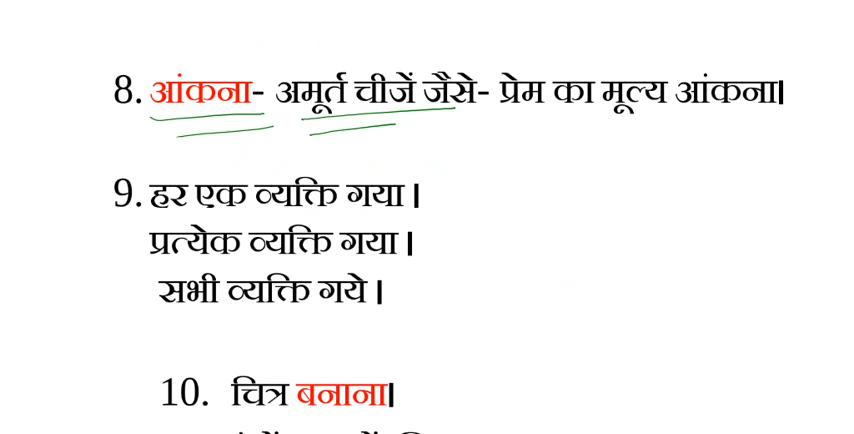 8. आंकना- अमूर्त चीजें जैसे- प्रेम का मूल्य आंकना।
9. हर एक व्यक्ति गया।
प्रत्येक व्यक्ति गया।
सभी व्यक्ति गये।
10. चित्र बनाना।